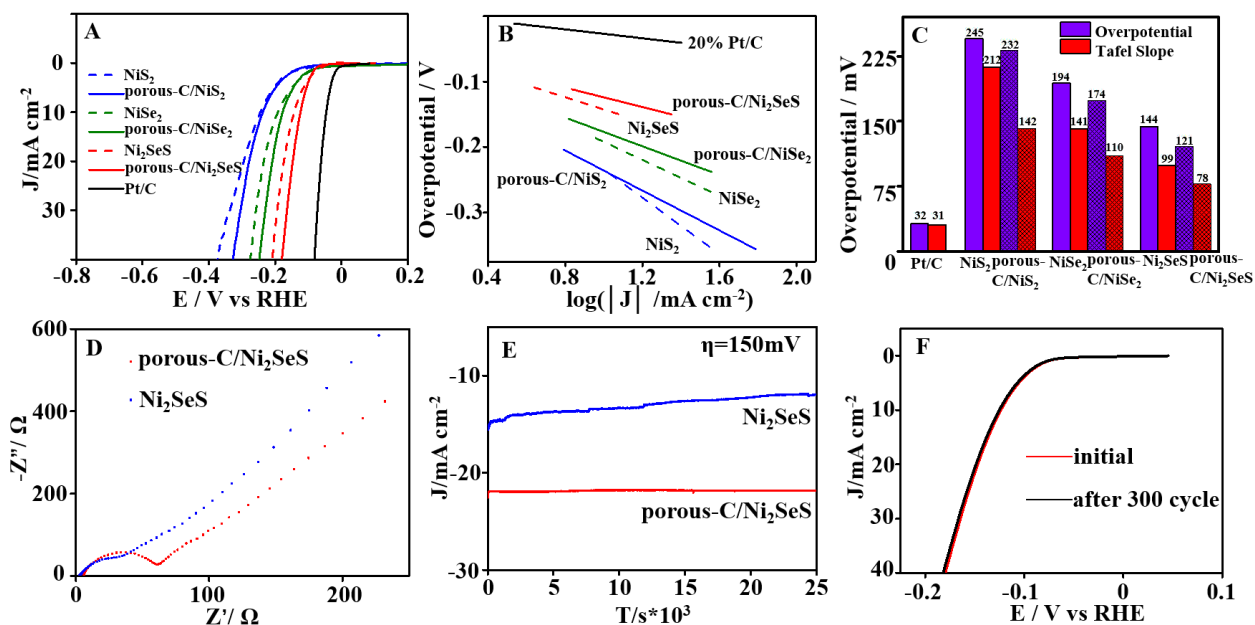 A
J/mA cm-2
0
10
20
30
NiS2
porous-C/NiS2
NiSe2
porous-C/NiSe2
Ni2SeS
porous-C/Ni2SeS
Pt/C
-0.8
-0.6
-0.4
-0.2
0
0.2
0.4
E / V vs RHE
B
Overpotential / V
-0.1
-0.2
-0.3
20% Pt/C
porous-C/Ni2SeS
Ni2SeS
porous-C/NiSe2
porous-C/NiS2
NiSe2
NiS2
0.4
0.8
1.2
1.6
2.0
log(|J| /mA cm-2)
C
Overpotential / mV
225
150
75
0
Overpotential
Tafel Slope
32
31
245
212
232
142
194
141
174
110
144
99
121
78
Pt/C
NiS2
porous-
C/NiS2
NiSe2
porous-
C/NiSe2
Ni2SeS
porous-
C/Ni2SeS
D
-Z''/ Ω
600
400
200
0
porous-C/Ni2SeS
Ni2SeS
0
100
200
Z'/ Ω
E
η=150mV
J/mA cm-2
-10
-20
-30
Ni2SeS
porous-C/Ni2SeS
0
5
10
15
20
25
T/s*10³
F
J/mA cm-2
0
10
20
30
40
initial
after 300 cycle
-0.2
-0.1
0
0.1
E / V vs RHE